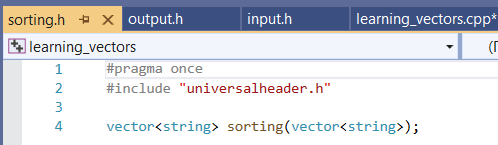 sorting.h output.h input.h learning_vectors.cpp*
learning_vectors
1 #pragma once
2 #include "universalheader.h"
3
4 vector<string> sorting(vector<string>);